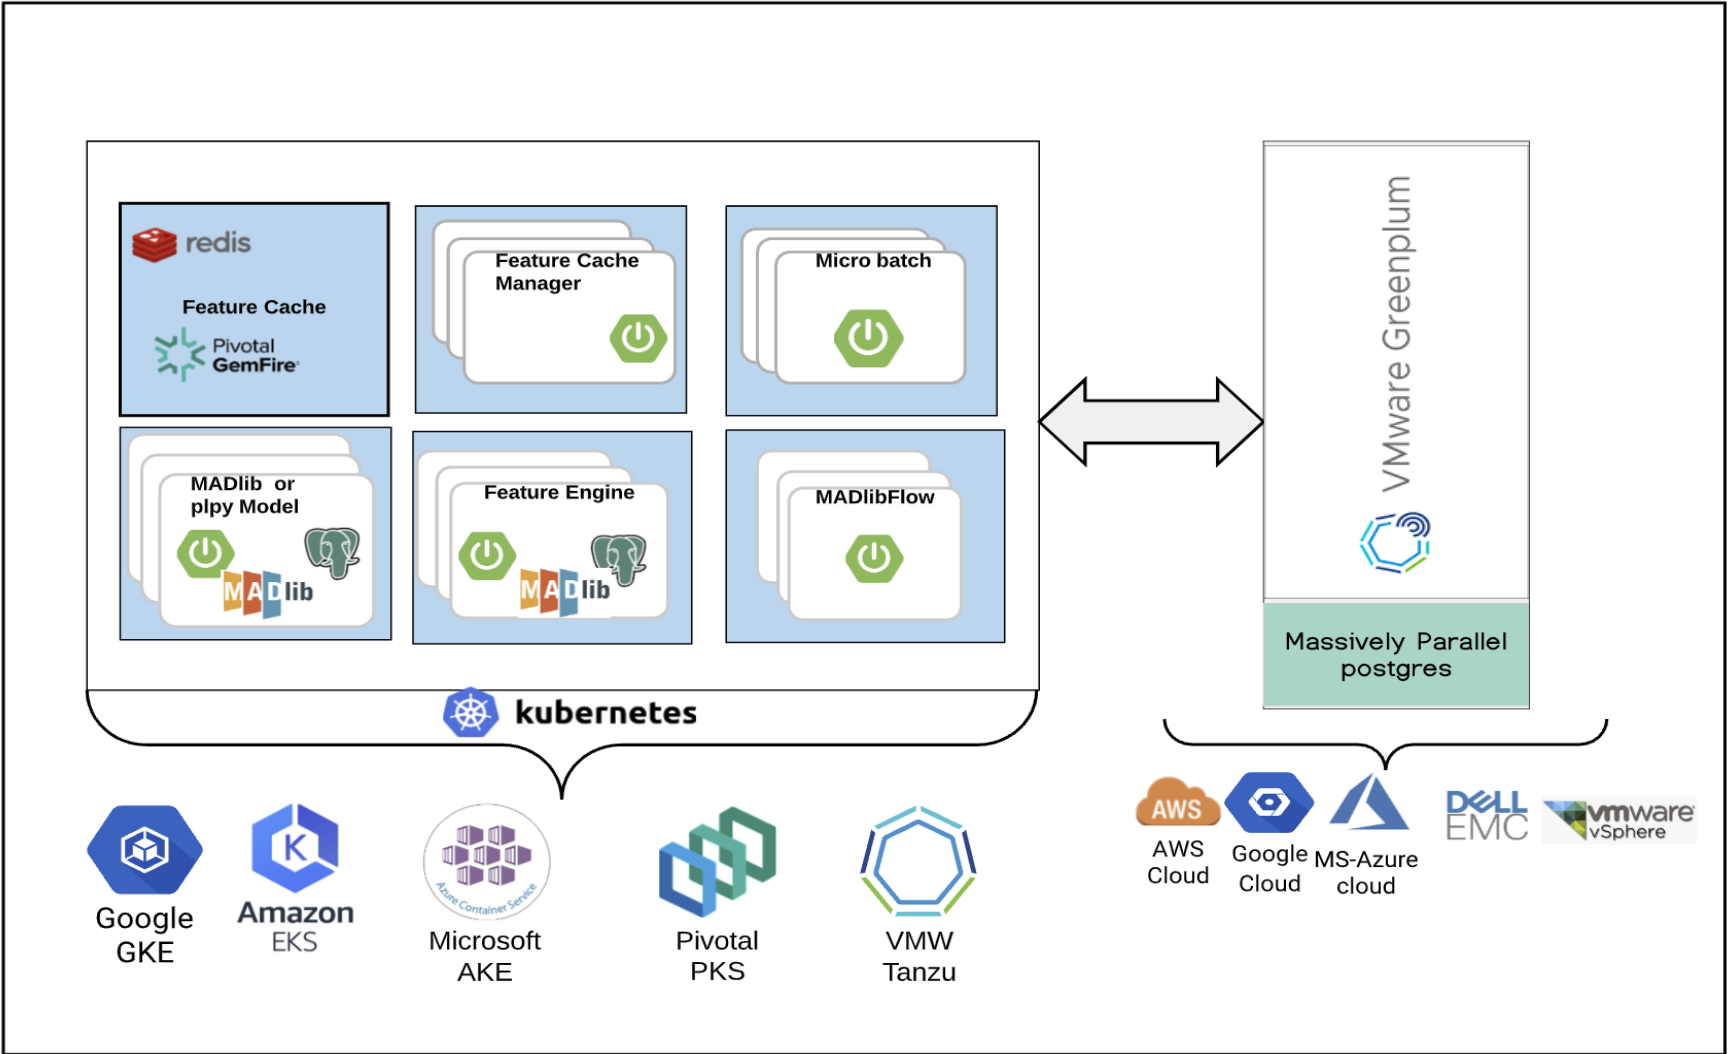 redis
Feature Cache
Pivotal
GemFire®
Feature Cache
Manager
Micro batch
MADlib or
plpy Model
MADlib
Feature Engine
MADlib
MADlibFlow
kubernetes
VMware Greenplum
Massively Parallel
postgres
Google
GKE
K
Amazon
EKS
Azure Container Service
Microsoft
AKE
Pivotal
PKS
VMW
Tanzu
AWS
AWS
Cloud
Google
Cloud
MS-Azure
cloud
DELL
EMC
vmware®
vSphere